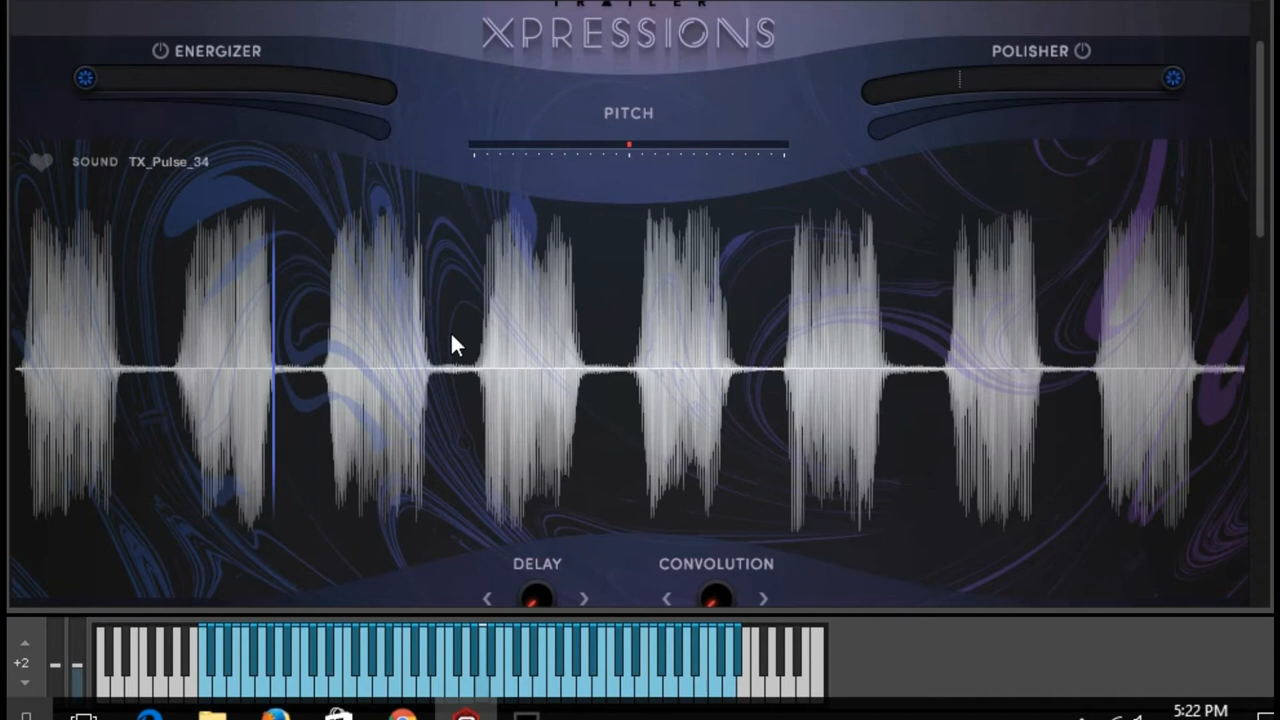 TRAILER
XPRESSIONS
ENERGIZER
POLISHER
PITCH
SOUND TX_Pulse_34
DELAY
CONVOLUTION
+2
5:22 PM